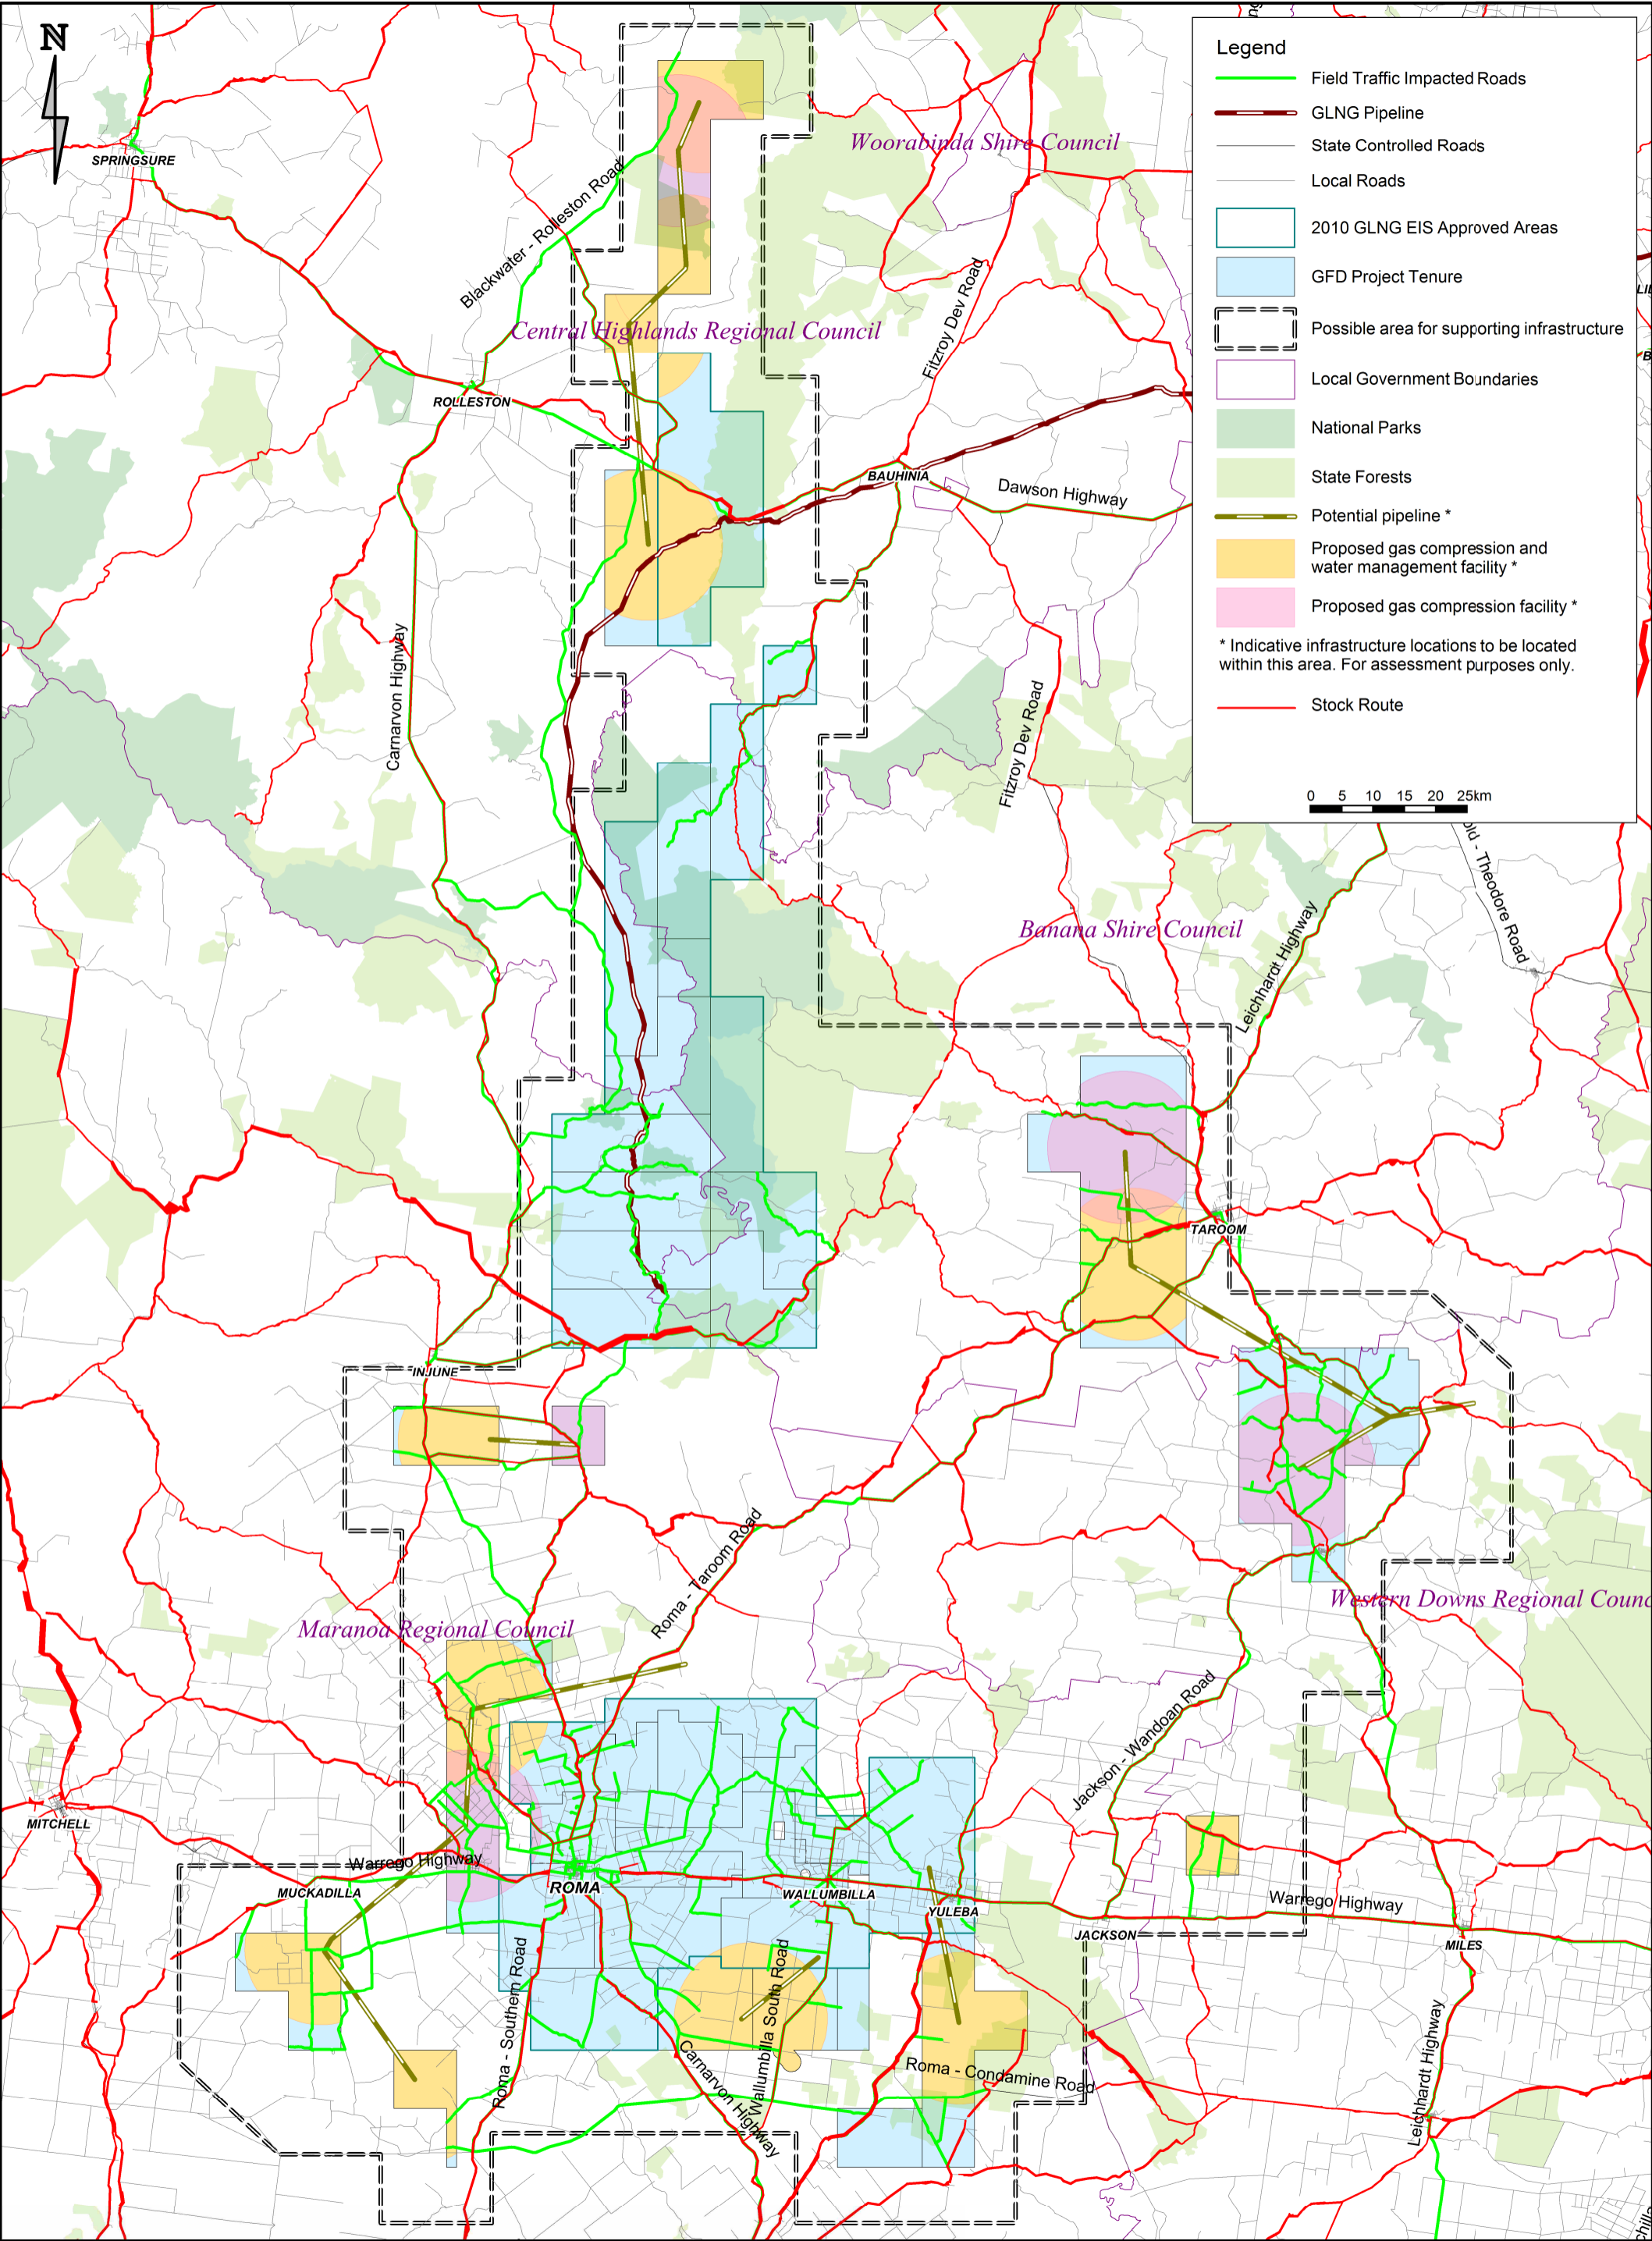 N
SPRINGSURE
Woorabinda Shire Council
Blackwater - Rolleston Road
Central Highlands Regional Council
Fitzroy Dev Road
ROLLESTON
BAUHINIA
Dawson Highway
Carnarvon Highway
Fitzroy Dev Road
Legend
Field Traffic Impacted Roads
GLNG Pipeline
State Controlled Roads
Local Roads
2010 GLNG EIS Approved Areas
GFD Project Tenure
Possible area for supporting infrastructure
Local Government Boundaries
National Parks
State Forests
Potential pipeline *
Proposed gas compression and
water management facility *
Proposed gas compression facility *
* Indicative infrastructure locations to be located
within this area. For assessment purposes only.
Stock Route
0 5 10 15 20 25km
ng
LIL
B
old - Theodore Road
Banana Shire Council
Leichhardt Highway
TAROOM
INJUNE
Roma - Taroom Road
Maranoa Regional Council
Western Downs Regional Counc
Jackson - Wandoan Road
MITCHELL
Warrego Highway
MUCKADILLA
ROMA
WALLUMBILLA
YULEBA
Warrego Highway
JACKSON
MILES
Roma - Southern Road
Wallumbilla South Road
Carnarvon Highway
Roma - Condamine Road
Leichhardt Highway
chilla